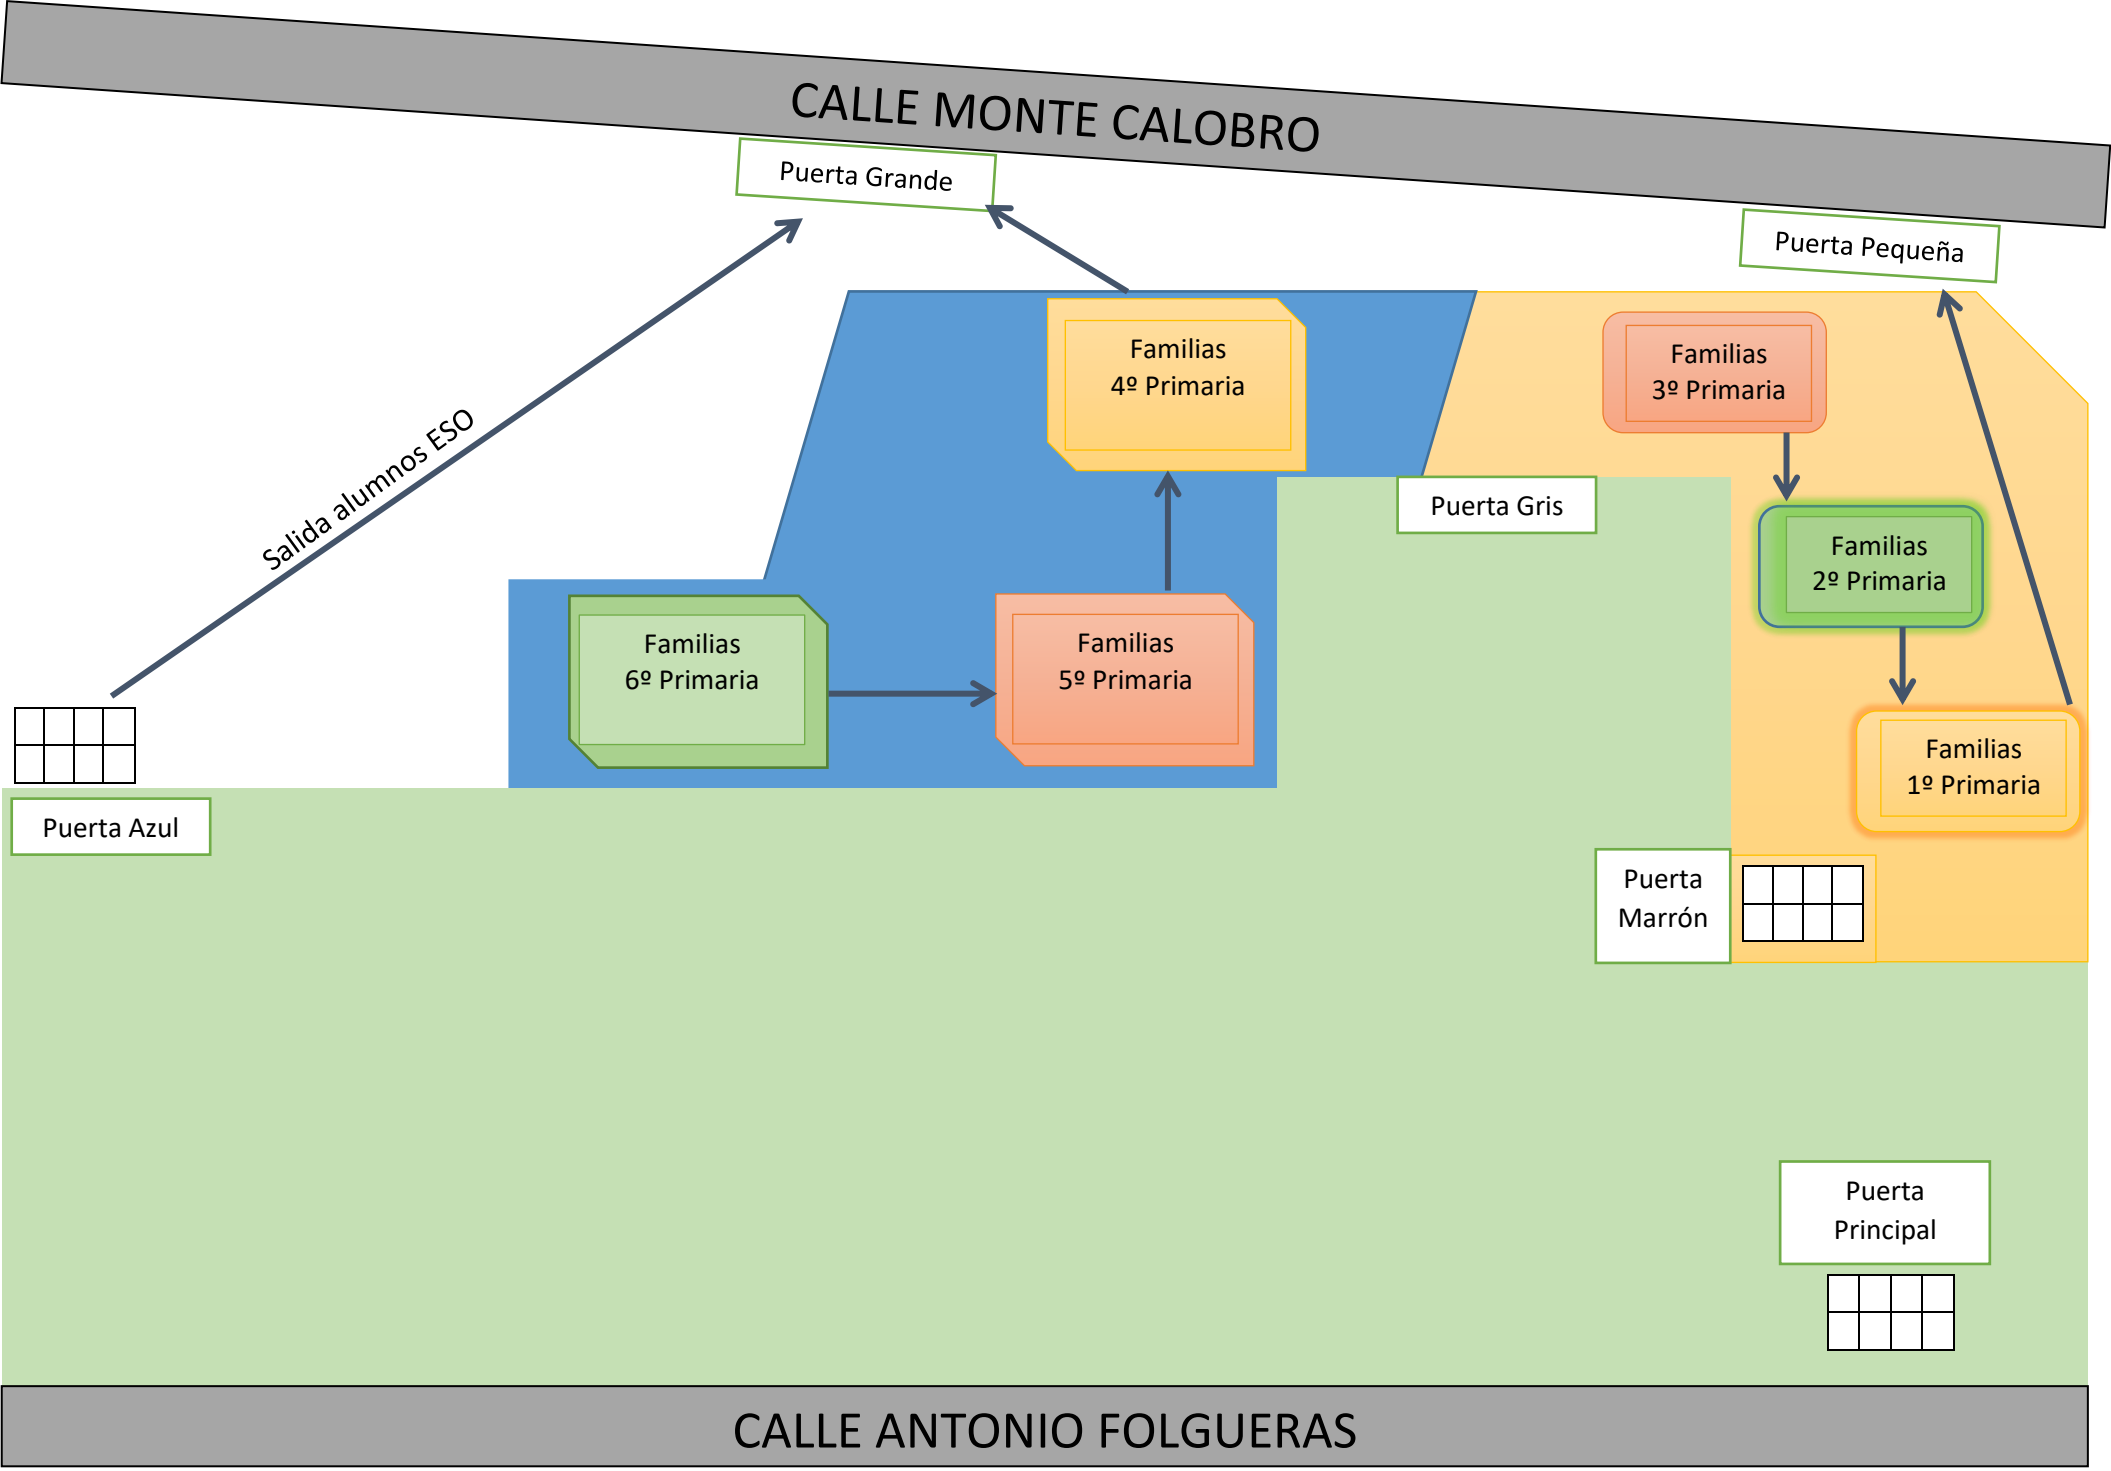 CALLE MONTE CALOBRO
Puerta Grande
Puerta Pequeña
Familias
4º Primaria
Familias
3º Primaria
Salida alumnos ESO
Puerta Gris
Familias
2º Primaria
Familias
6º Primaria
Familias
5º Primaria
Familias
1º Primaria
Puerta Azul
Puerta
Marrón
Puerta
Principal
CALLE ANTONIO FOLGUERAS